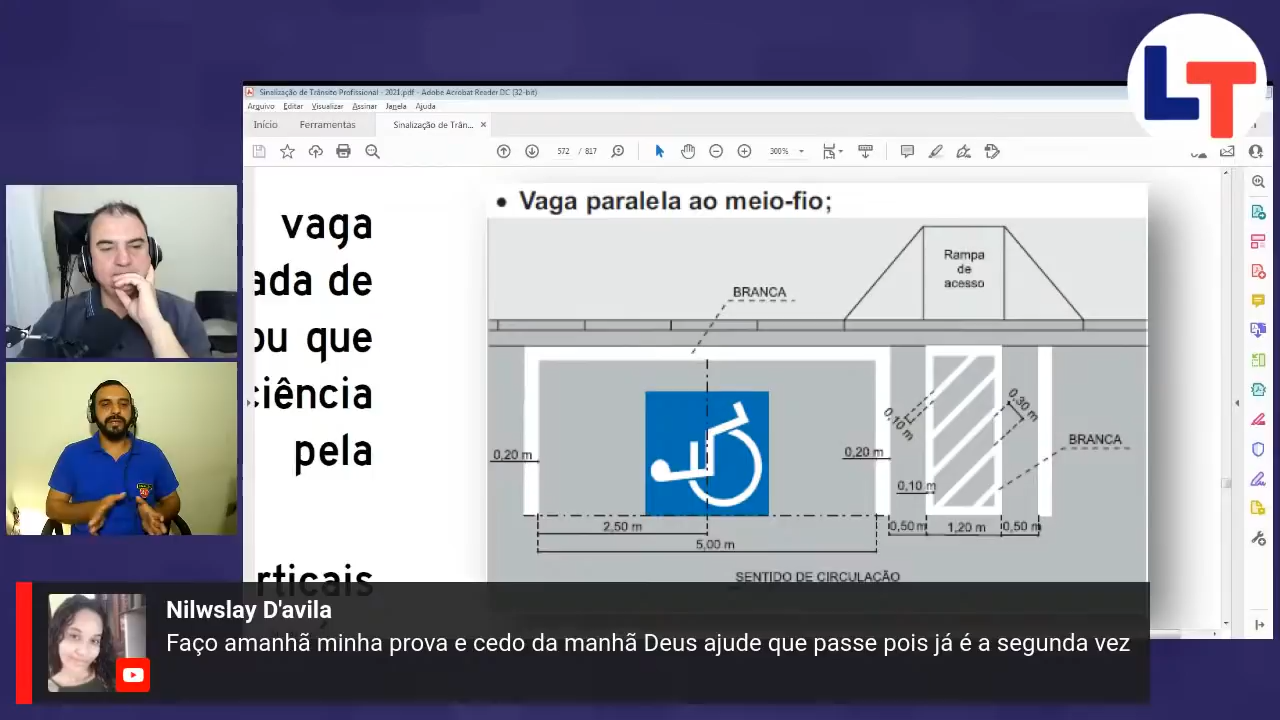 LT
Sinalização de Trânsito Profissional - 2021.pdf - Adobe Acrobat Reader DC (32-bit)
Arquivo Editar Visualizar Assinar Janela Ajuda
Início Ferramentas Sinalização de Trân... ×
572 / 817 300%
vaga
ada de
ou que
ciência
pela
rticais
• Vaga paralela ao meio-fio;
Rampa
de
acesso
BRANCA
0,10 m
0,30 m
BRANCA
0,20 m
0,20 m
0,10 m
2,50 m
0,50 m
1,20 m
0,50 m
5,00 m
SENTIDO DE CIRCULAÇÃO
Nilwslay D'avila
Faço amanhã minha prova e cedo da manhã Deus ajude que passe pois já é a segunda vez